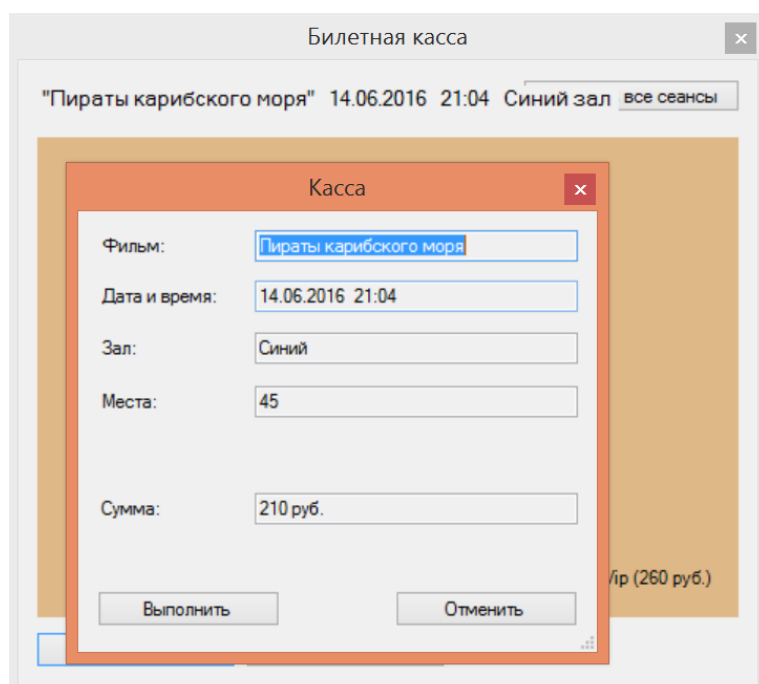 Билетная касса
"Пираты карибского моря" 14.06.2016 21:04 Синий зал все сеансы
Касса
Фильм: Пираты карибского моря
Дата и время: 14.06.2016 21:04
Зал: Синий
Места: 45
Сумма: 210 руб.
(260 руб.)
Выполнить Отменить